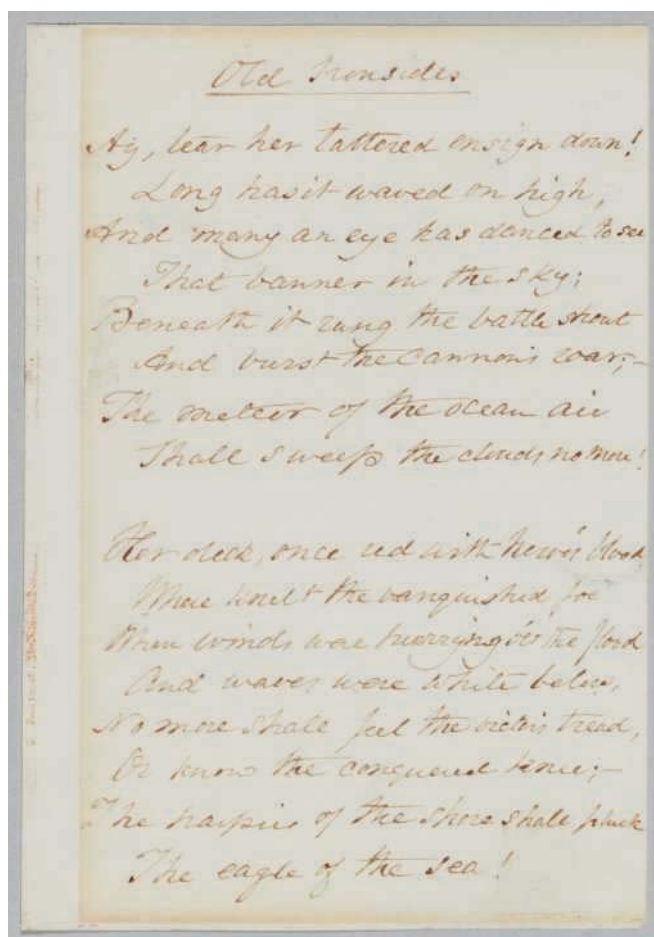 Old Ironsides
Ay, tear her tattered ensign down!
Long has it waved on high,
And many an eye has danced to see
That banner in the sky;
Beneath it rung the battle shout
And burst the cannon's roar;—
The meteor of the ocean air
Shall sweep the clouds no more!
Her deck, once red with heroes' blood
Where knelt the vanquished foe
When winds were hurrying o'er the flood
And waves were white below,
No more shall feel the victor's tread,
Or know the conquered knee;—
The harpies of the shore shall pluck
The eagle of the sea!